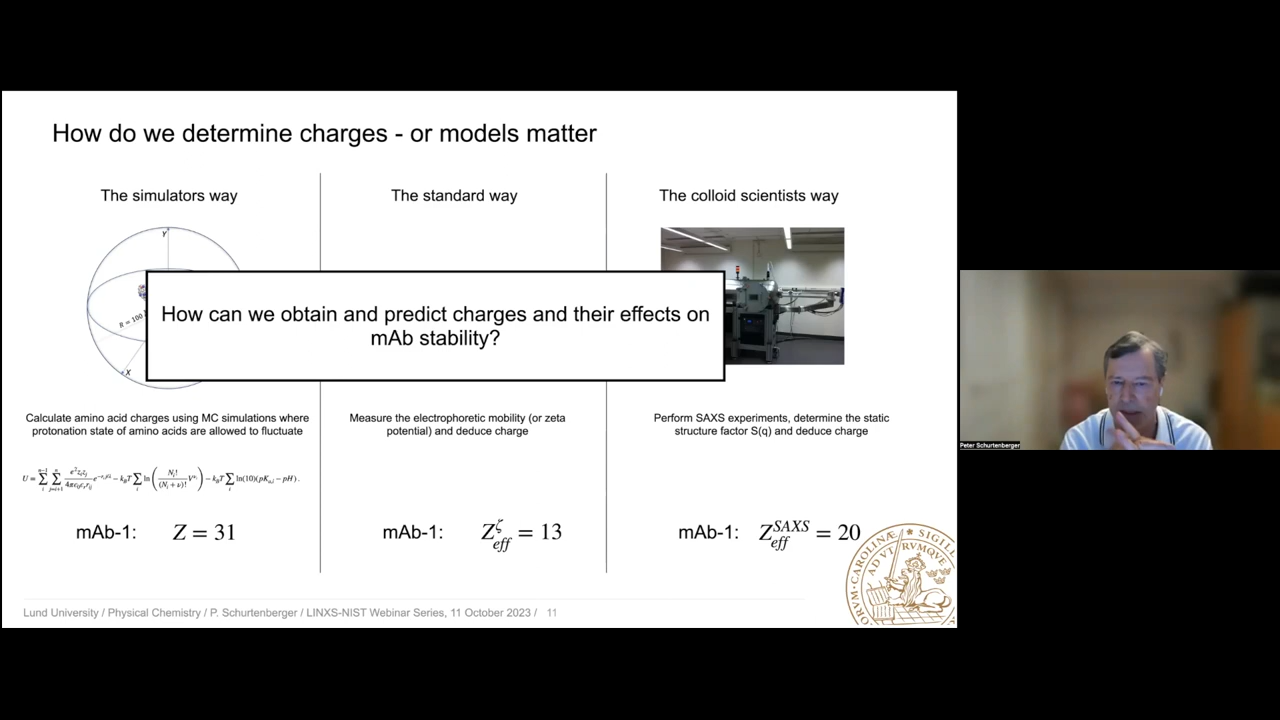 How do we determine charges - or models matter
The simulators way
The standard way
The colloid scientists way
Y
R = 100
X
How can we obtain and predict charges and their effects on
mAb stability?
Calculate amino acid charges using MC simulations where
protonation state of amino acids are allowed to fluctuate
Measure the electrophoretic mobility (or zeta
potential) and deduce charge
Perform SAXS experiments, determine the static
structure factor S(q) and deduce charge
mAb-1: Z = 31
mAb-1: Z^ζ_eff = 13
mAb-1: Z^SAXS_eff = 20
Lund University / Physical Chemistry / P. Schurtenberger / LINXS-NIST Webinar Series, 11 October 2023 / 11
Peter Schurtenberger